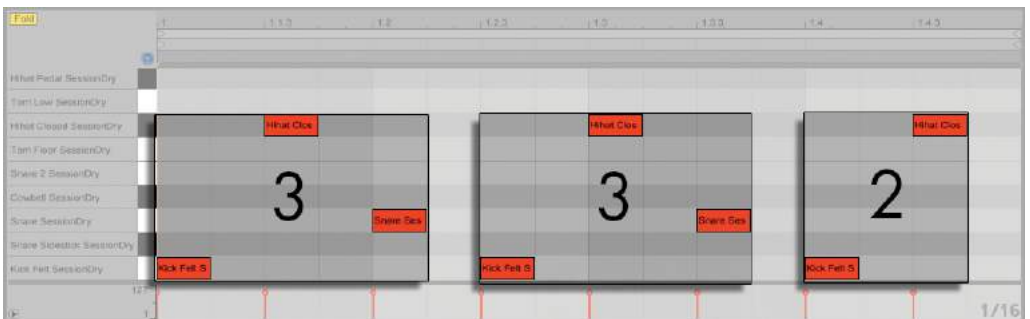 Fold
1 1.1.3 1.2 1.2.3 1.3 1.3.3 1.4 1.4.3
Hihat Pedal SessionDry
Tom Low SessionDry
Hihat Closed SessionDry
Hihat Clos Hihat Clos Hihat Clos
Tom Floor SessionDry
Snare 2 SessionDry
3 3 2
Cowbell SessionDry
Snare SessionDry
Snare Ses Snare Ses
Snare Sidestick SessionDry
Kick Felt SessionDry
Kick Felt S Kick Felt S Kick Felt S
127
1
1/16